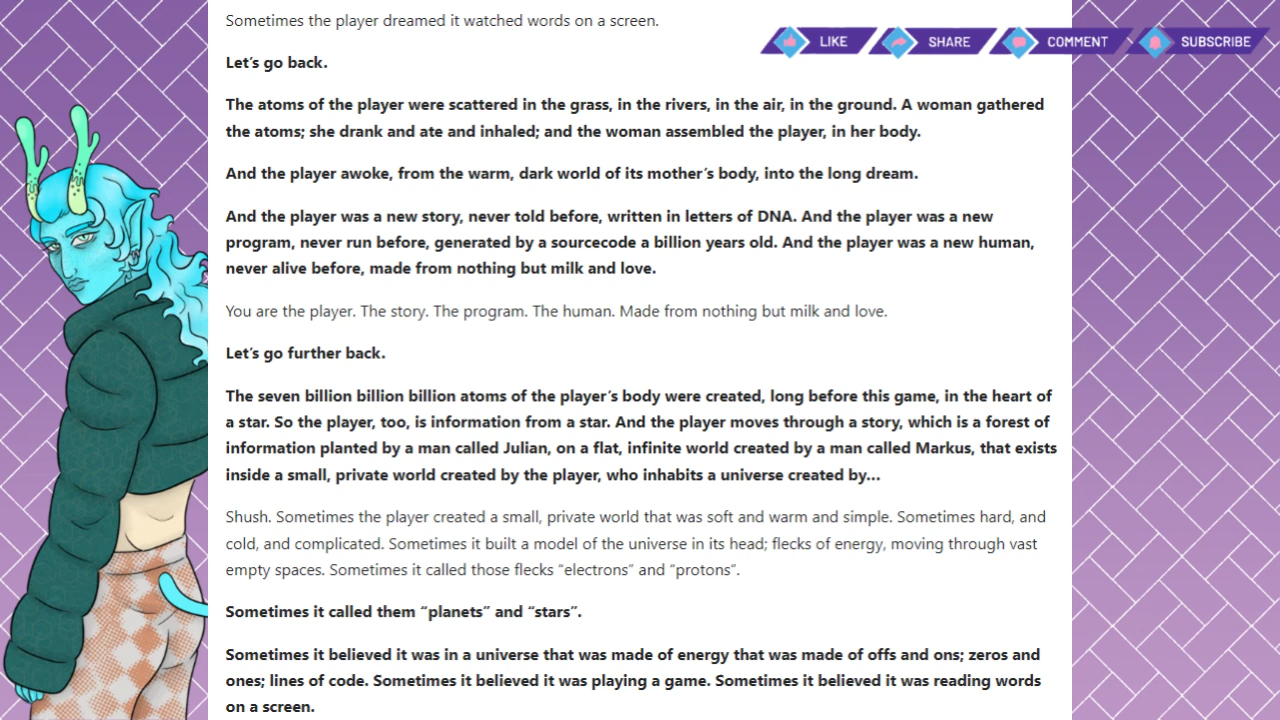 Sometimes the player dreamed it watched words on a screen.
LIKE
SHARE
COMMENT
SUBSCRIBE
Let’s go back.
The atoms of the player were scattered in the grass, in the rivers, in the air, in the ground. A woman gathered
the atoms; she drank and ate and inhaled; and the woman assembled the player, in her body.
And the player awoke, from the warm, dark world of its mother’s body, into the long dream.
And the player was a new story, never told before, written in letters of DNA. And the player was a new
program, never run before, generated by a sourcecode a billion years old. And the player was a new human,
never alive before, made from nothing but milk and love.
You are the player. The story. The program. The human. Made from nothing but milk and love.
Let’s go further back.
The seven billion billion billion atoms of the player’s body were created, long before this game, in the heart of
a star. So the player, too, is information from a star. And the player moves through a story, which is a forest of
information planted by a man called Julian, on a flat, infinite world created by a man called Markus, that exists
inside a small, private world created by the player, who inhabits a universe created by...
Shush. Sometimes the player created a small, private world that was soft and warm and simple. Sometimes hard, and
cold, and complicated. Sometimes it built a model of the universe in its head; flecks of energy, moving through vast
empty spaces. Sometimes it called those flecks “electrons” and “protons”.
Sometimes it called them “planets” and “stars”.
Sometimes it believed it was in a universe that was made of energy that was made of offs and ons; zeros and
ones; lines of code. Sometimes it believed it was playing a game. Sometimes it believed it was reading words
on a screen.